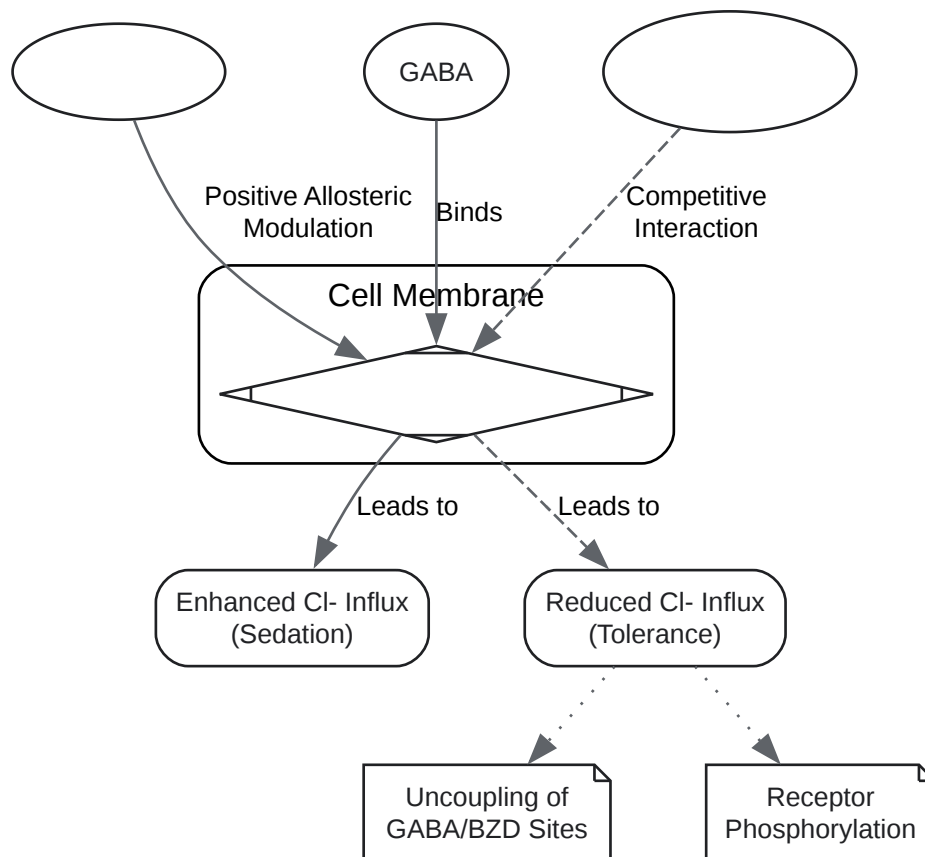 GABA
Positive Allosteric
Modulation
Binds
Competitive
Interaction
Cell Membrane
Leads to
Leads to
Enhanced Cl- Influx
(Sedation)
Reduced Cl- Influx
(Tolerance)
Uncoupling of
GABA/BZD Sites
Receptor
Phosphorylation